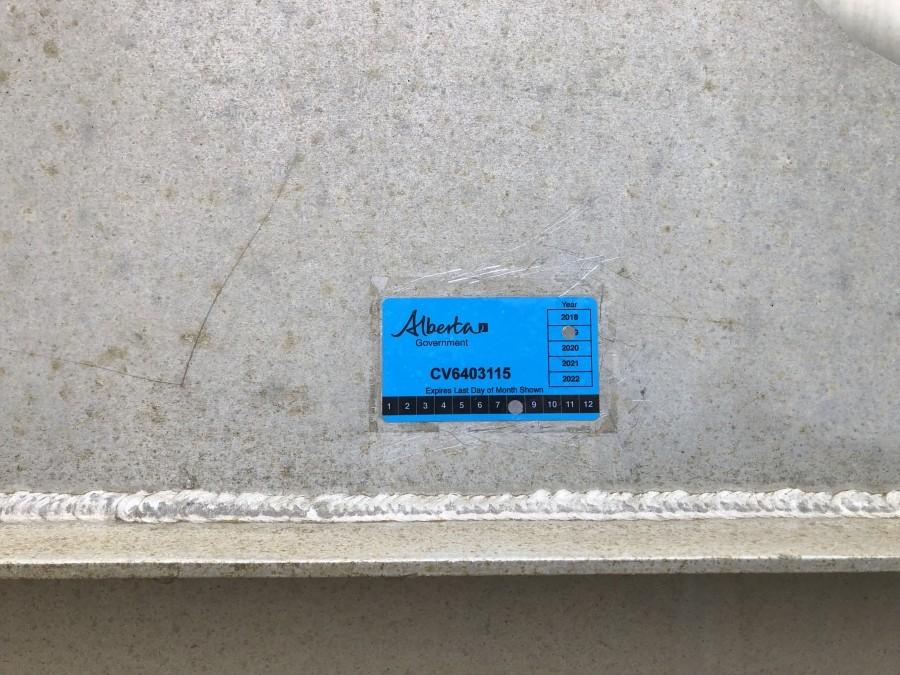 Alberta
Government
Year
2018
9
2020
2021
2022
CV6403115
Expires Last Day of Month Shown
1 2 3 4 5 6 7 9 10 11 12